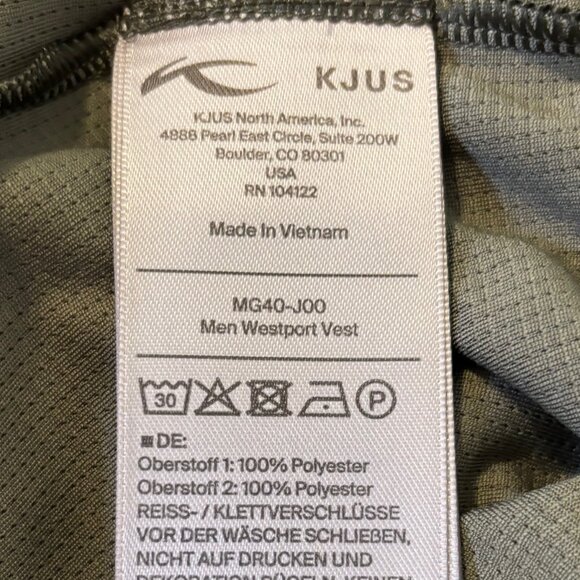 KJUS
KJUS North America, Inc.
4888 Pearl East Circle, Suite 200W
Boulder, CO 80301
USA
RN 104122
Made In Vietnam
MG40-J00
Men Westport Vest
30
P
DE:
Oberstoff 1: 100% Polyester
Oberstoff 2: 100% Polyester
REISS- / KLETTVERSCHLÜSSE
VOR DER WÄSCHE SCHLIEßEN,
NICHT AUF DRUCKEN UND